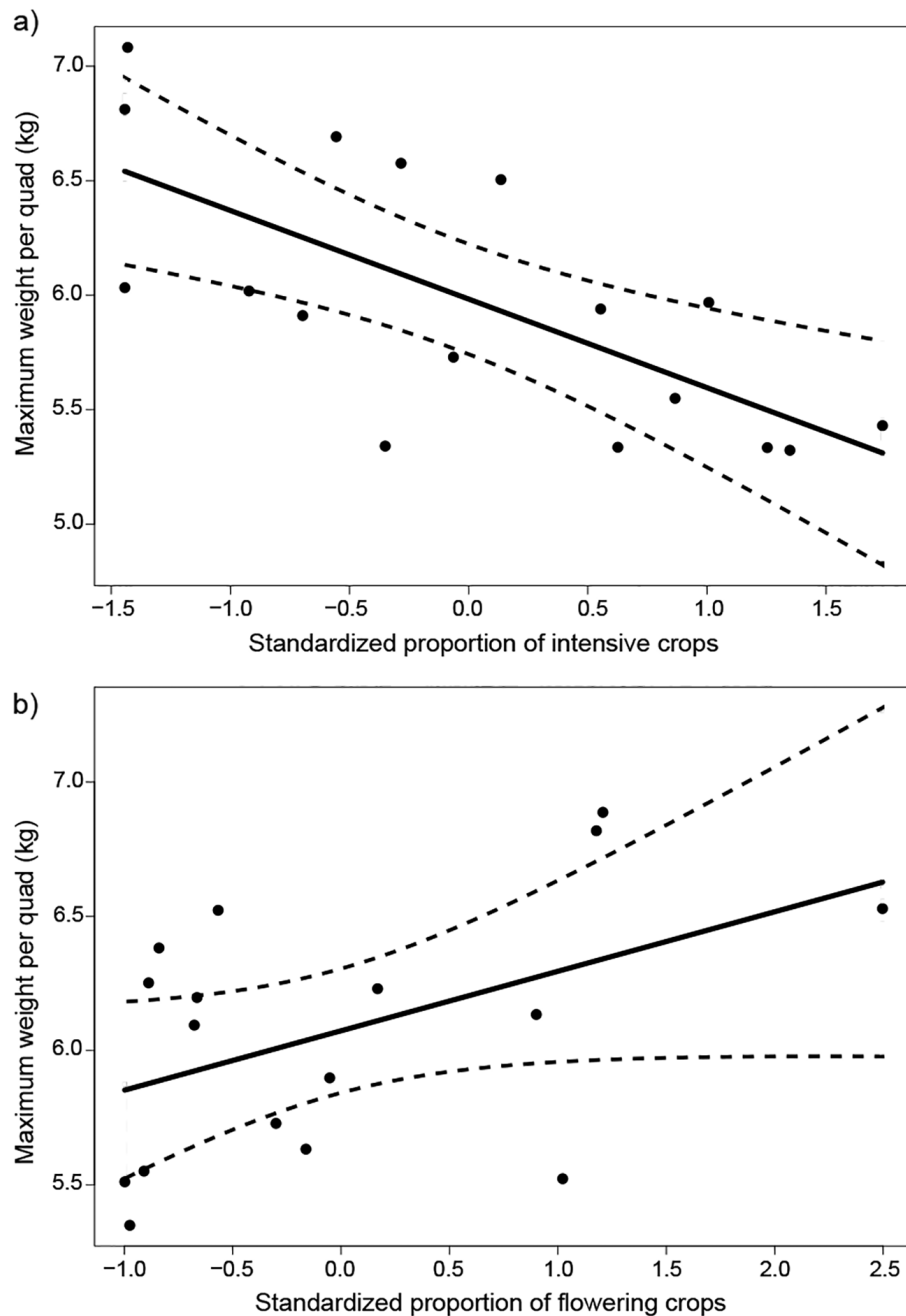 a)
Maximum weight per quad (kg)
7.0
6.5
6.0
5.5
5.0
−1.5 −1.0 −0.5 0.0 0.5 1.0 1.5
Standardized proportion of intensive crops
b)
Maximum weight per quad (kg)
7.0
6.5
6.0
5.5
−1.0 −0.5 0.0 0.5 1.0 1.5 2.0 2.5
Standardized proportion of flowering crops